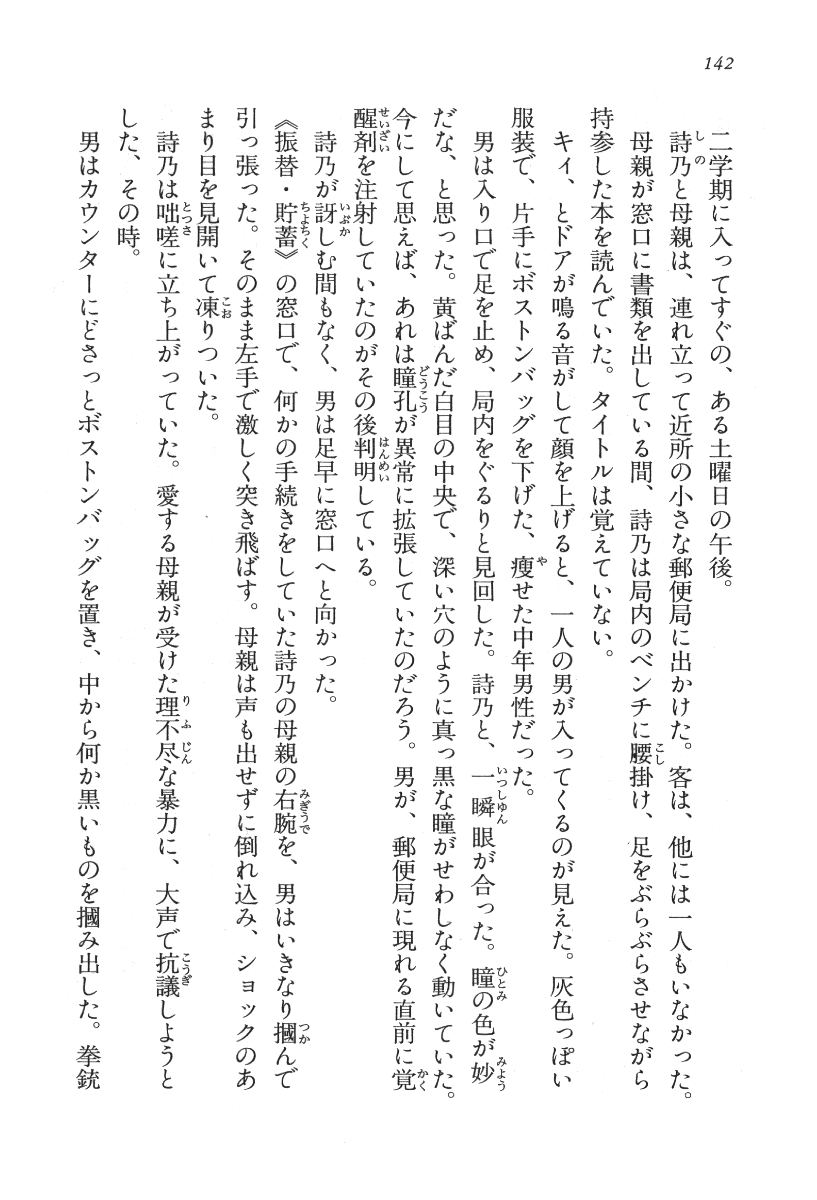 142
二学期に入ってすぐの、ある土曜日の午後。
詩乃と母親は、連れ立って近所の小さな郵便局に出かけた。客は、他には一人もいなかった。
母親が窓口に書類を出している間、詩乃は局内のベンチに腰掛け、足をぶらぶらさせながら
持参した本を読んでいた。タイトルは覚えていない。
キィ、とドアが鳴る音がして顔を上げると、一人の男が入ってくるのが見えた。灰色っぽい
服装で、片手にボストンバッグを下げた、痩せた中年男性だった。
男は入り口で足を止め、局内をぐるりと見回した。詩乃と、一瞬眼が合った。瞳の色が妙
だな、と思った。黄ばんだ白目の中央で、深い穴のように真っ黒な瞳がせわしなく動いていた。
今にして思えば、あれは瞳孔が異常に拡張していたのだろう。男が、郵便局に現れる直前に覚
醒剤を注射していたのがその後判明している。
詩乃が訝しむ間もなく、男は足早に窓口へと向かった。
《振替・貯蓄》の窓口で、何かの手続きをしていた詩乃の母親の右腕を、男はいきなり摑んで
引っ張った。そのまま左手で激しく突き飛ばす。母親は声も出せずに倒れ込み、ショックのあ
まり目を見開いて凍りついた。
詩乃は咄嗟に立ち上がっていた。愛する母親が受けた理不尽な暴力に、大声で抗議しようと
した、その時。
男はカウンターにどさっとボストンバッグを置き、中から何か黒いものを摑み出した。拳銃